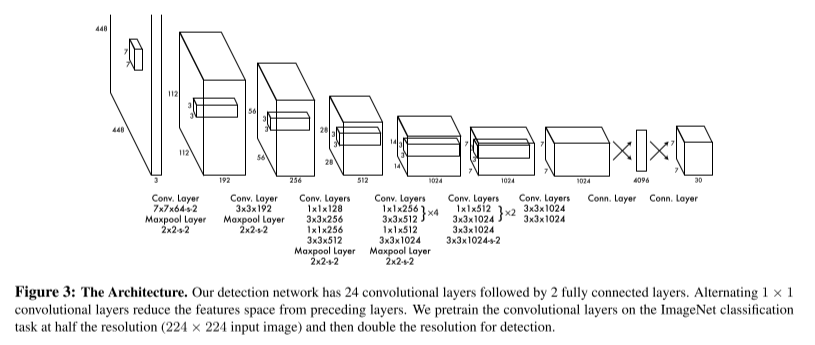 448
7
7
448
3
112
3
3
112
192
56
3
3
56
256
28
3
3
28
512
14
3
3
14
1024
7
3
3
7
1024
7
7
1024
4096
7
7
30
Conv. Layer
7x7x64-s-2
Maxpool Layer
2x2-s-2
Conv. Layer
3x3x192
Maxpool Layer
2x2-s-2
Conv. Layers
1x1x128
3x3x256
1x1x256
3x3x512
Maxpool Layer
2x2-s-2
Conv. Layers
1x1x256
3x3x512
}×4
1x1x512
3x3x1024
Maxpool Layer
2x2-s-2
Conv. Layers
1x1x512
3x3x1024
}×2
3x3x1024
3x3x1024-s-2
Conv. Layers
3x3x1024
3x3x1024
Conn. Layer
Conn. Layer
Figure 3: The Architecture. Our detection network has 24 convolutional layers followed by 2 fully connected layers. Alternating 1 × 1
convolutional layers reduce the features space from preceding layers. We pretrain the convolutional layers on the ImageNet classification
task at half the resolution (224 × 224 input image) and then double the resolution for detection.